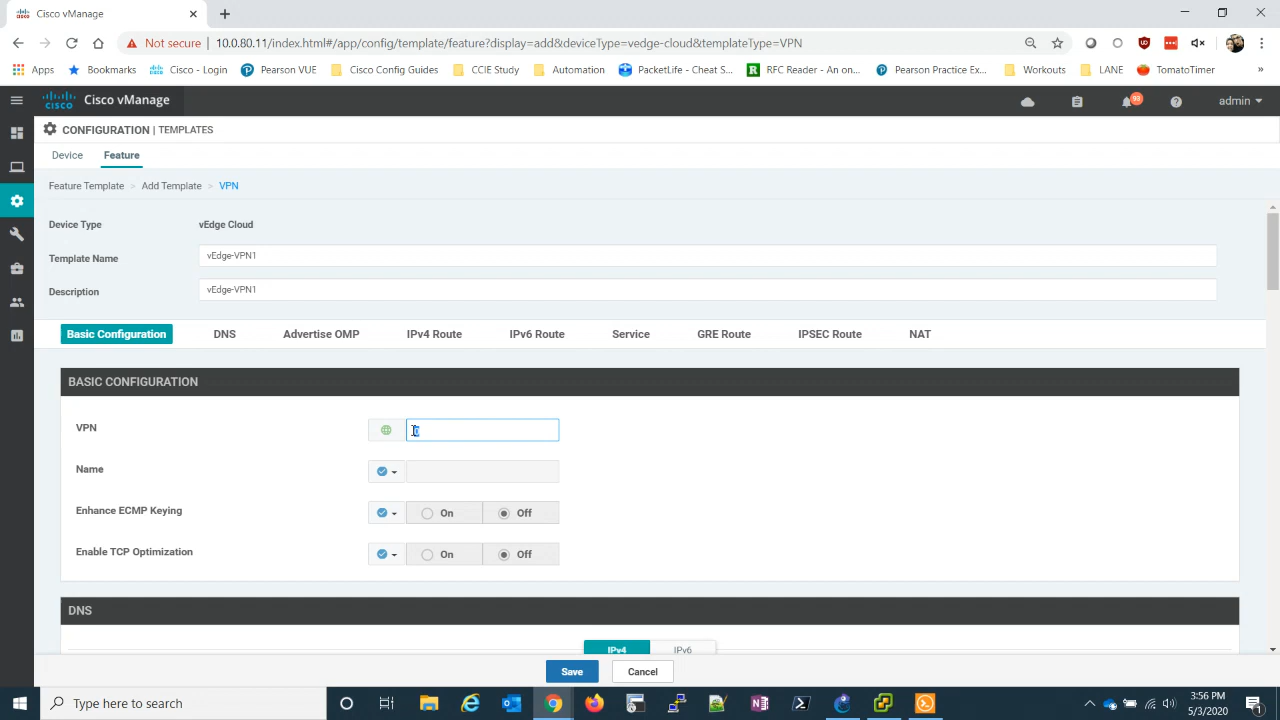 Cisco vManage
Not secure | 10.0.80.11/index.html#/app/config/template/feature?display=add&deviceType=vedge-cloud&templateType=VPN
Apps Bookmarks Cisco - Login Pearson VUE Cisco Config Guides CCIE Study Automation PacketLife - Cheat S... RFC Reader - An on... Pearson Practice Ex... Workouts LANE TomatoTimer »
CISCO Cisco vManage 93 admin
CONFIGURATION | TEMPLATES
Device Feature
Feature Template > Add Template > VPN
Device Type vEdge Cloud
Template Name vEdge-VPN1
Description vEdge-VPN1
Basic Configuration DNS Advertise OMP IPv4 Route IPv6 Route Service GRE Route IPSEC Route NAT
BASIC CONFIGURATION
VPN
Name
Enhance ECMP Keying On Off
Enable TCP Optimization On Off
DNS
IPv4 IPv6
Save Cancel
Type here to search
3:56 PM
5/3/2020